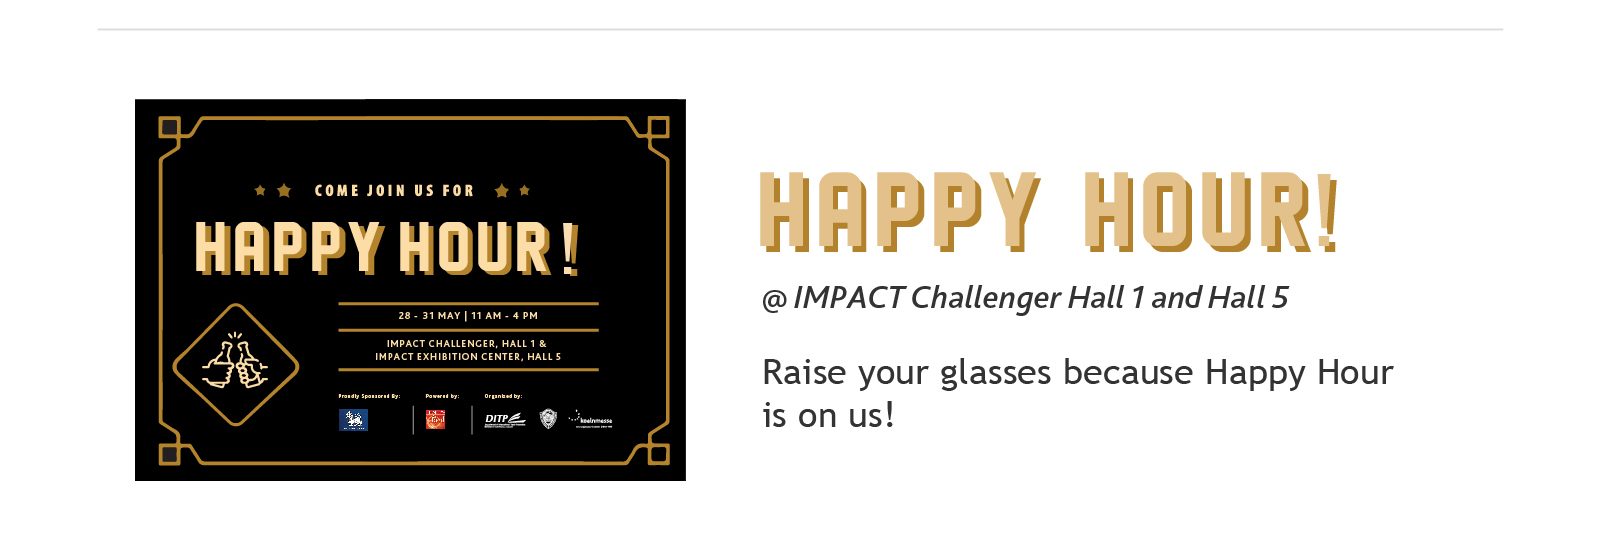 COME JOIN US FOR
HAPPY HOUR!
28 - 31 MAY | 11 AM - 4 PM
IMPACT CHALLENGER, HALL 1 &
IMPACT EXHIBITION CENTER, HALL 5
Proudly Sponsored By:
Powered by:
Organized by:
DITP
koelnmesse
HAPPY HOUR!
@ IMPACT Challenger Hall 1 and Hall 5
Raise your glasses because Happy Hour
is on us!